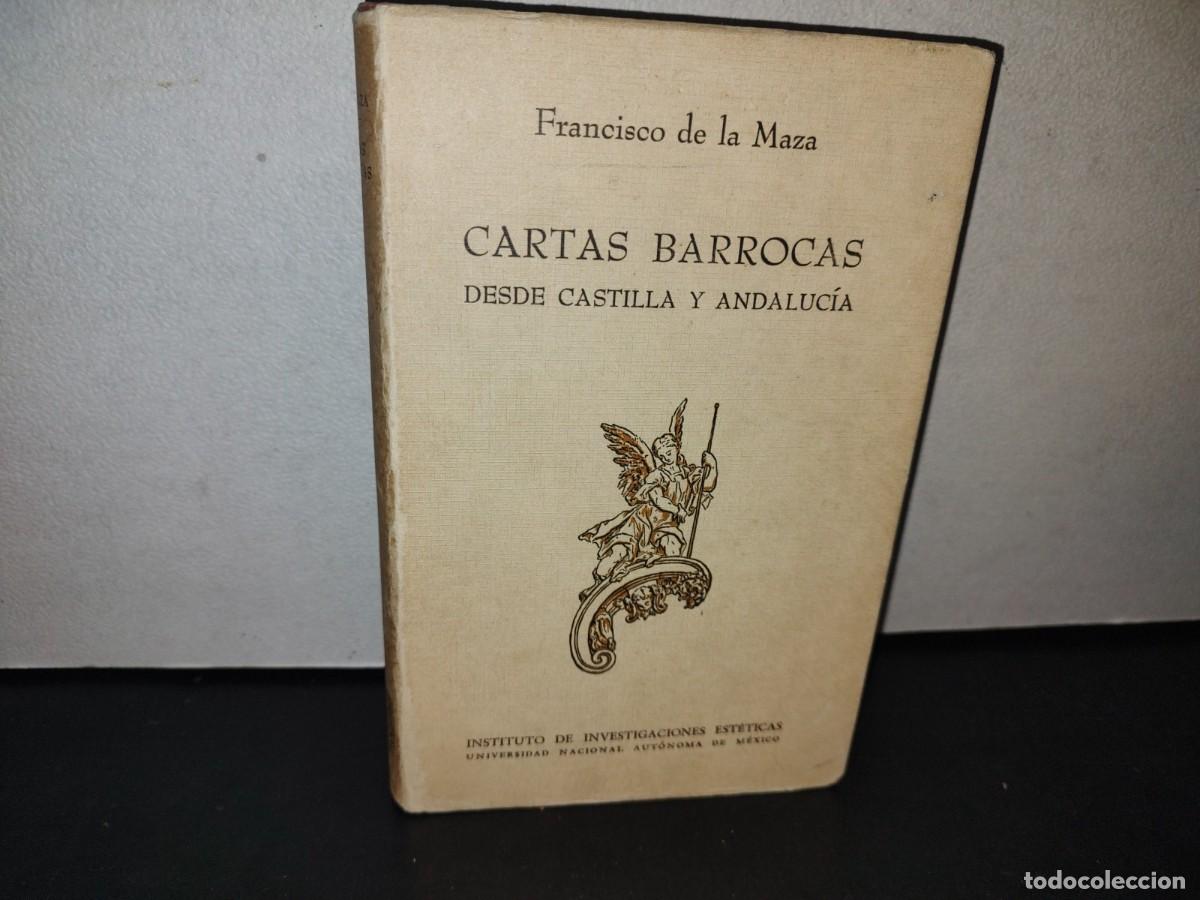 Francisco de la Maza
CARTAS BARROCAS
DESDE CASTILLA Y ANDALUCÍA
INSTITUTO DE INVESTIGACIONES ESTÉTICAS
UNIVERSIDAD NACIONAL AUTÓNOMA DE MÉXICO
todocoleccion